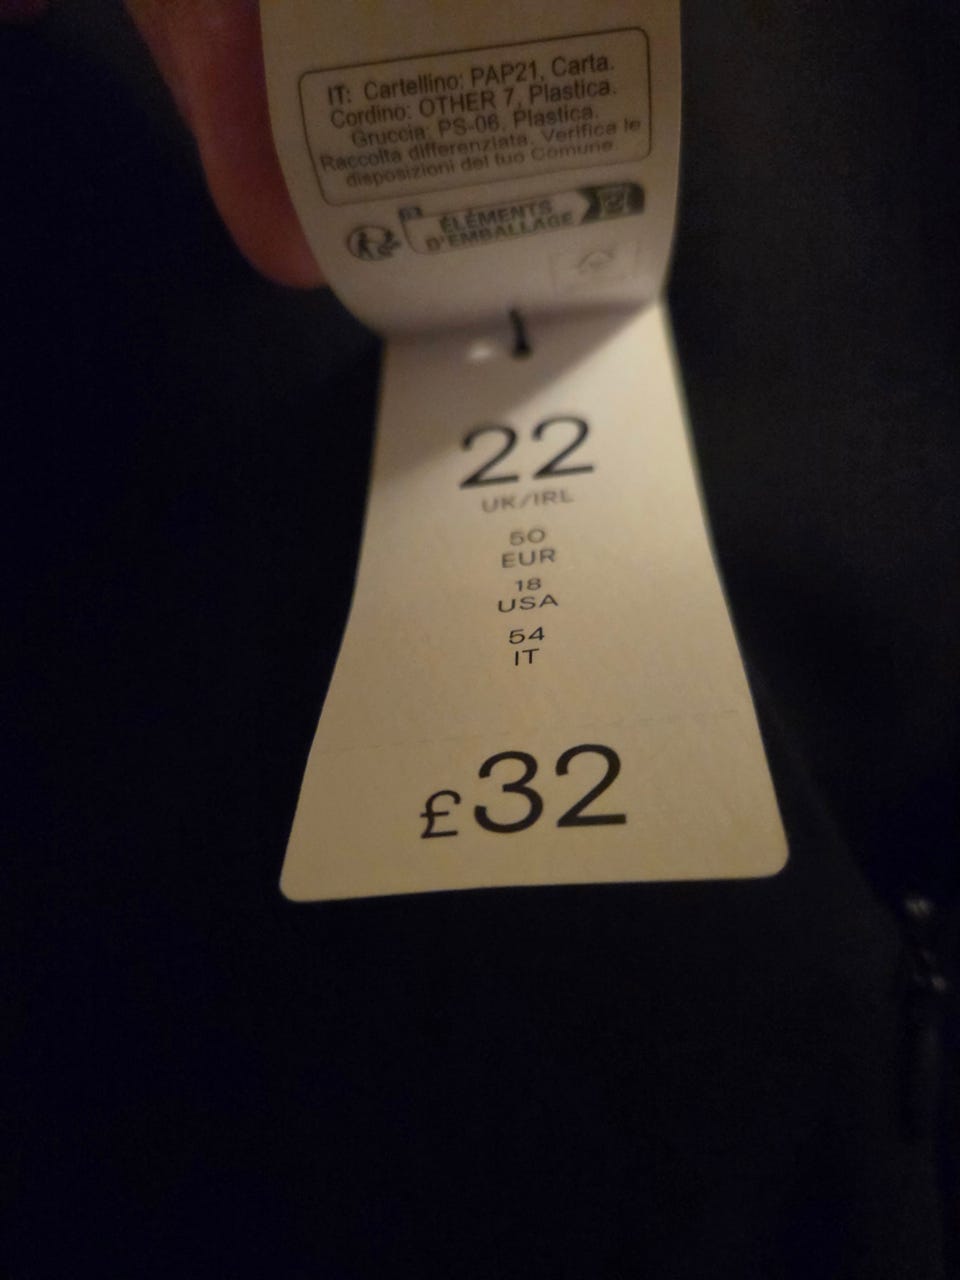 IT: Cartellino: PAP21, Carta.
Cordino: OTHER 7, Plastica.
Gruccia: PS-06, Plastica.
Raccolta differenziata. Verifica le
disposizioni del tuo Comune.
ÉLÉMENTS
D'EMBALLAGE
22
UK/IRL
50
EUR
18
USA
54
IT
£32